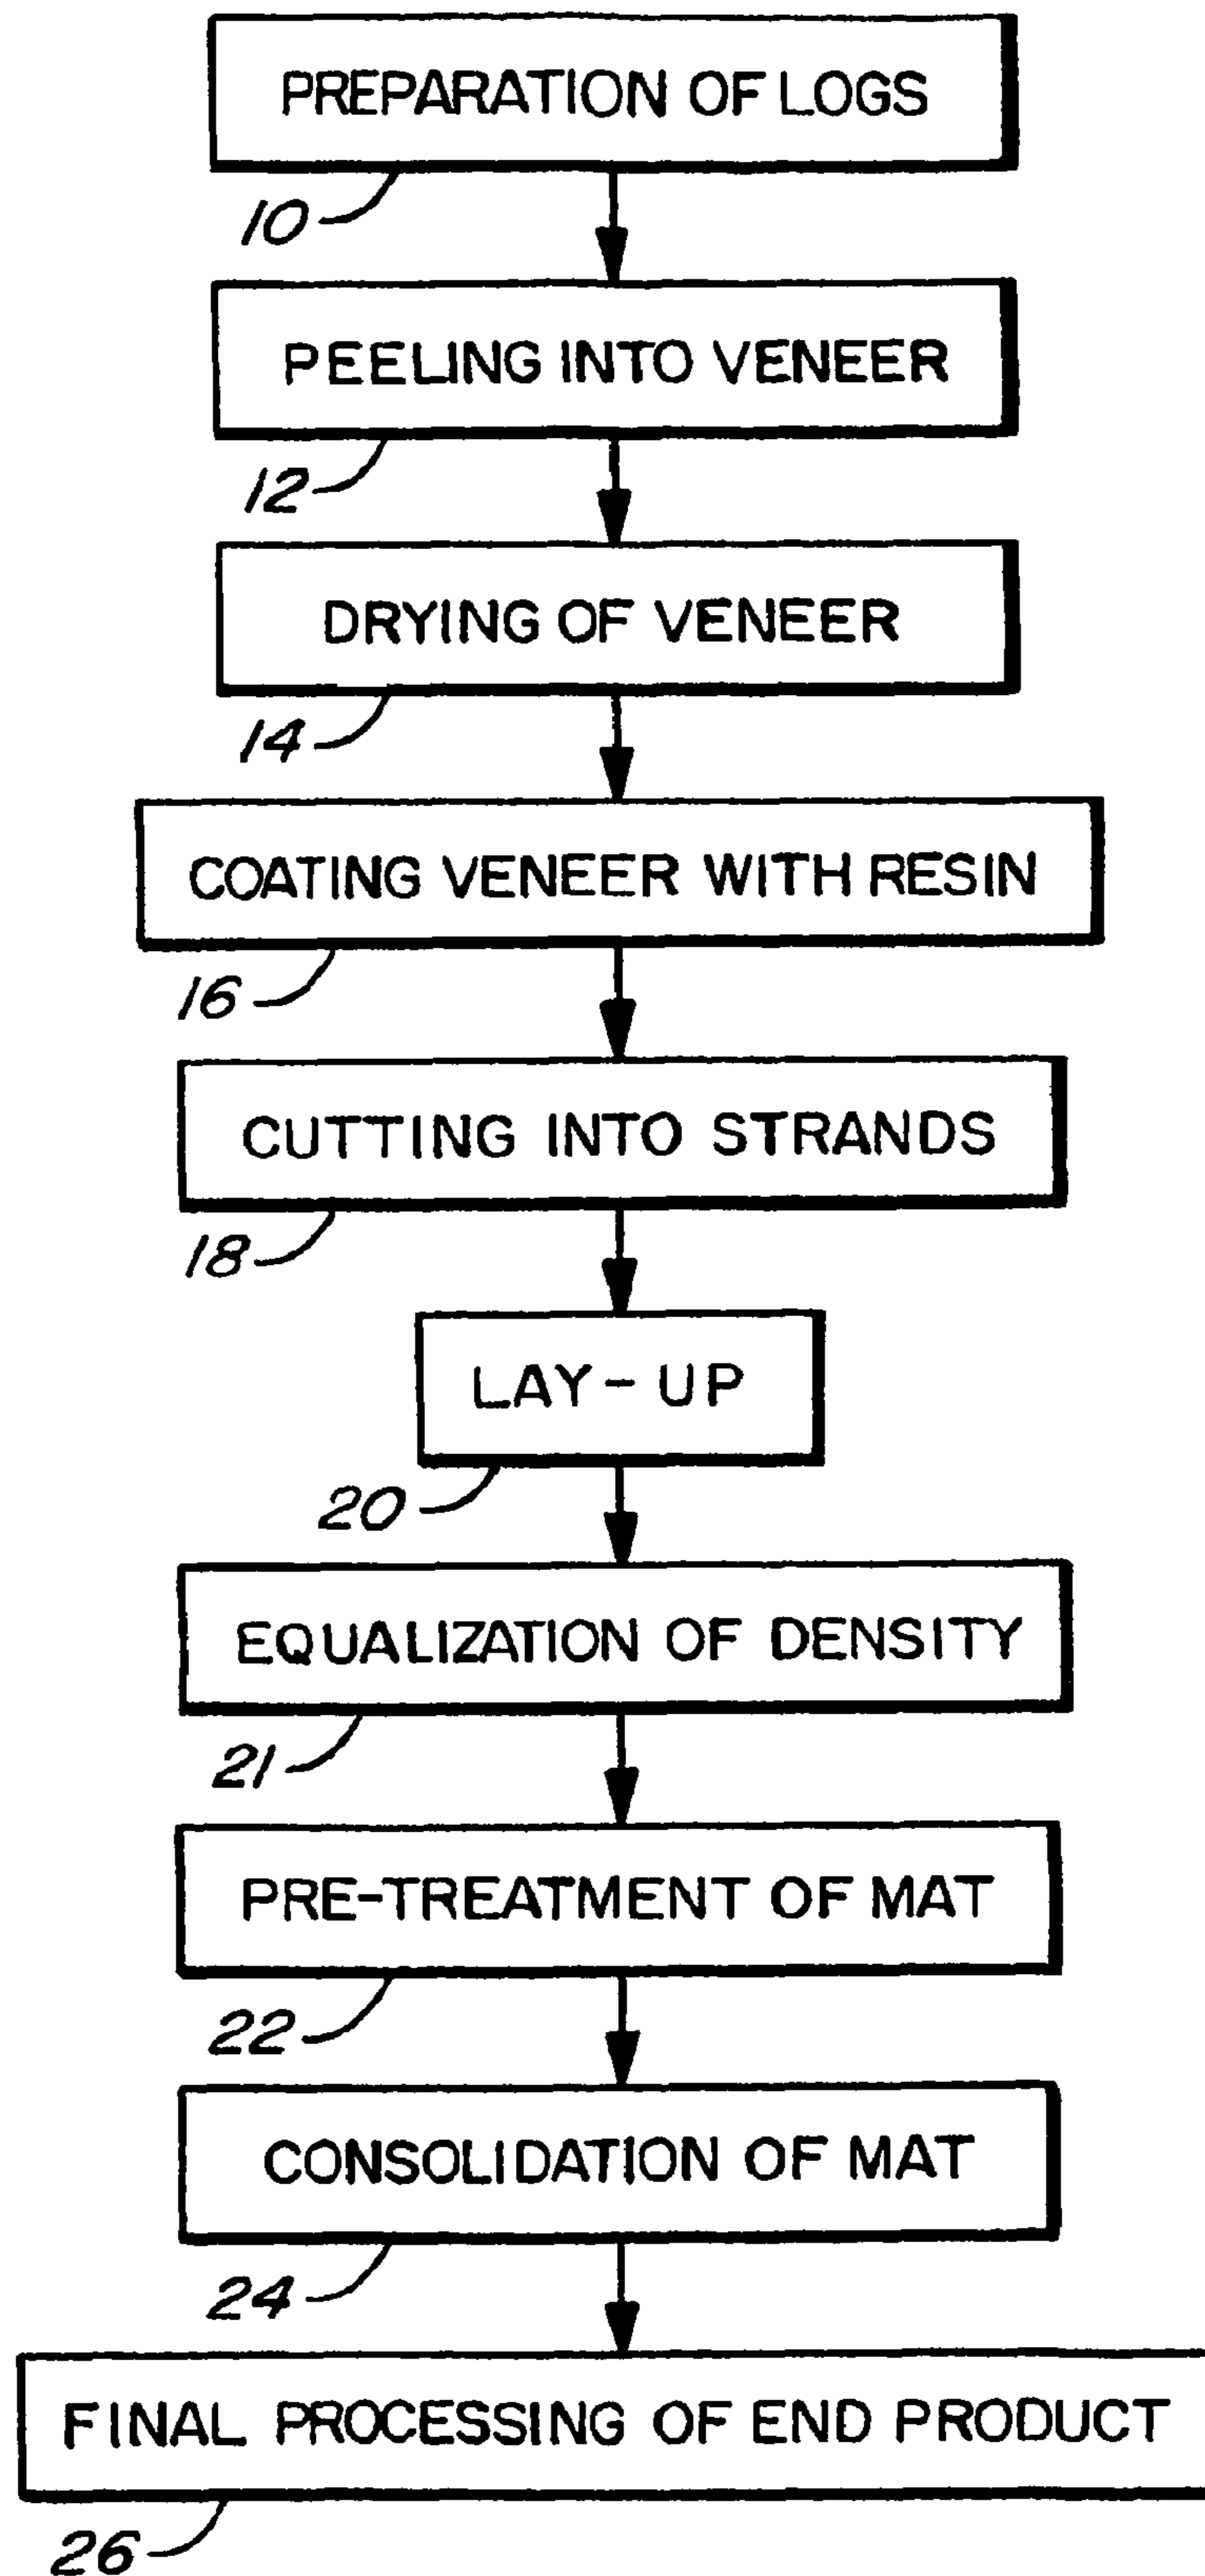 PREPARATION OF LOGS
10
PEELING INTO VENEER
12
DRYING OF VENEER
14
COATING VENEER WITH RESIN
16
CUTTING INTO STRANDS
18
LAY-UP
20
EQUALIZATION OF DENSITY
21
PRE-TREATMENT OF MAT
22
CONSOLIDATION OF MAT
24
FINAL PROCESSING OF END PRODUCT
26